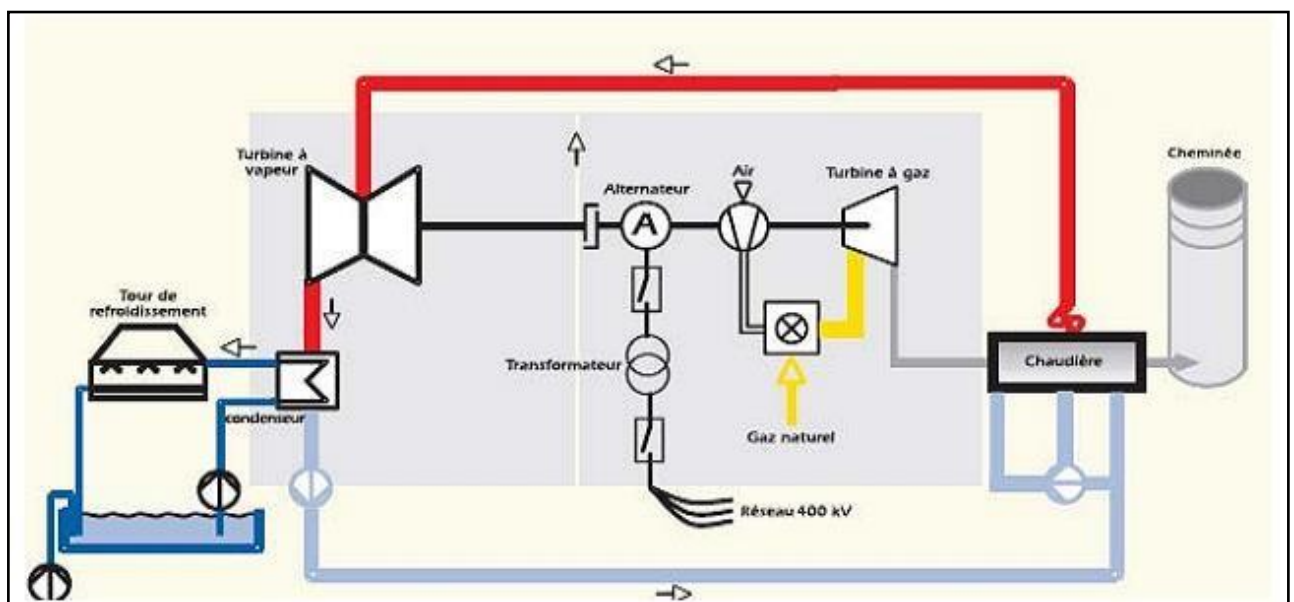 Cheminée
Turbine à
vapeur
Air
Turbine à gaz
Alternateur
A
Tour de
refroidissement
Transformateur
Chaudière
condenseur
Gaz naturel
Réseau 400 kV